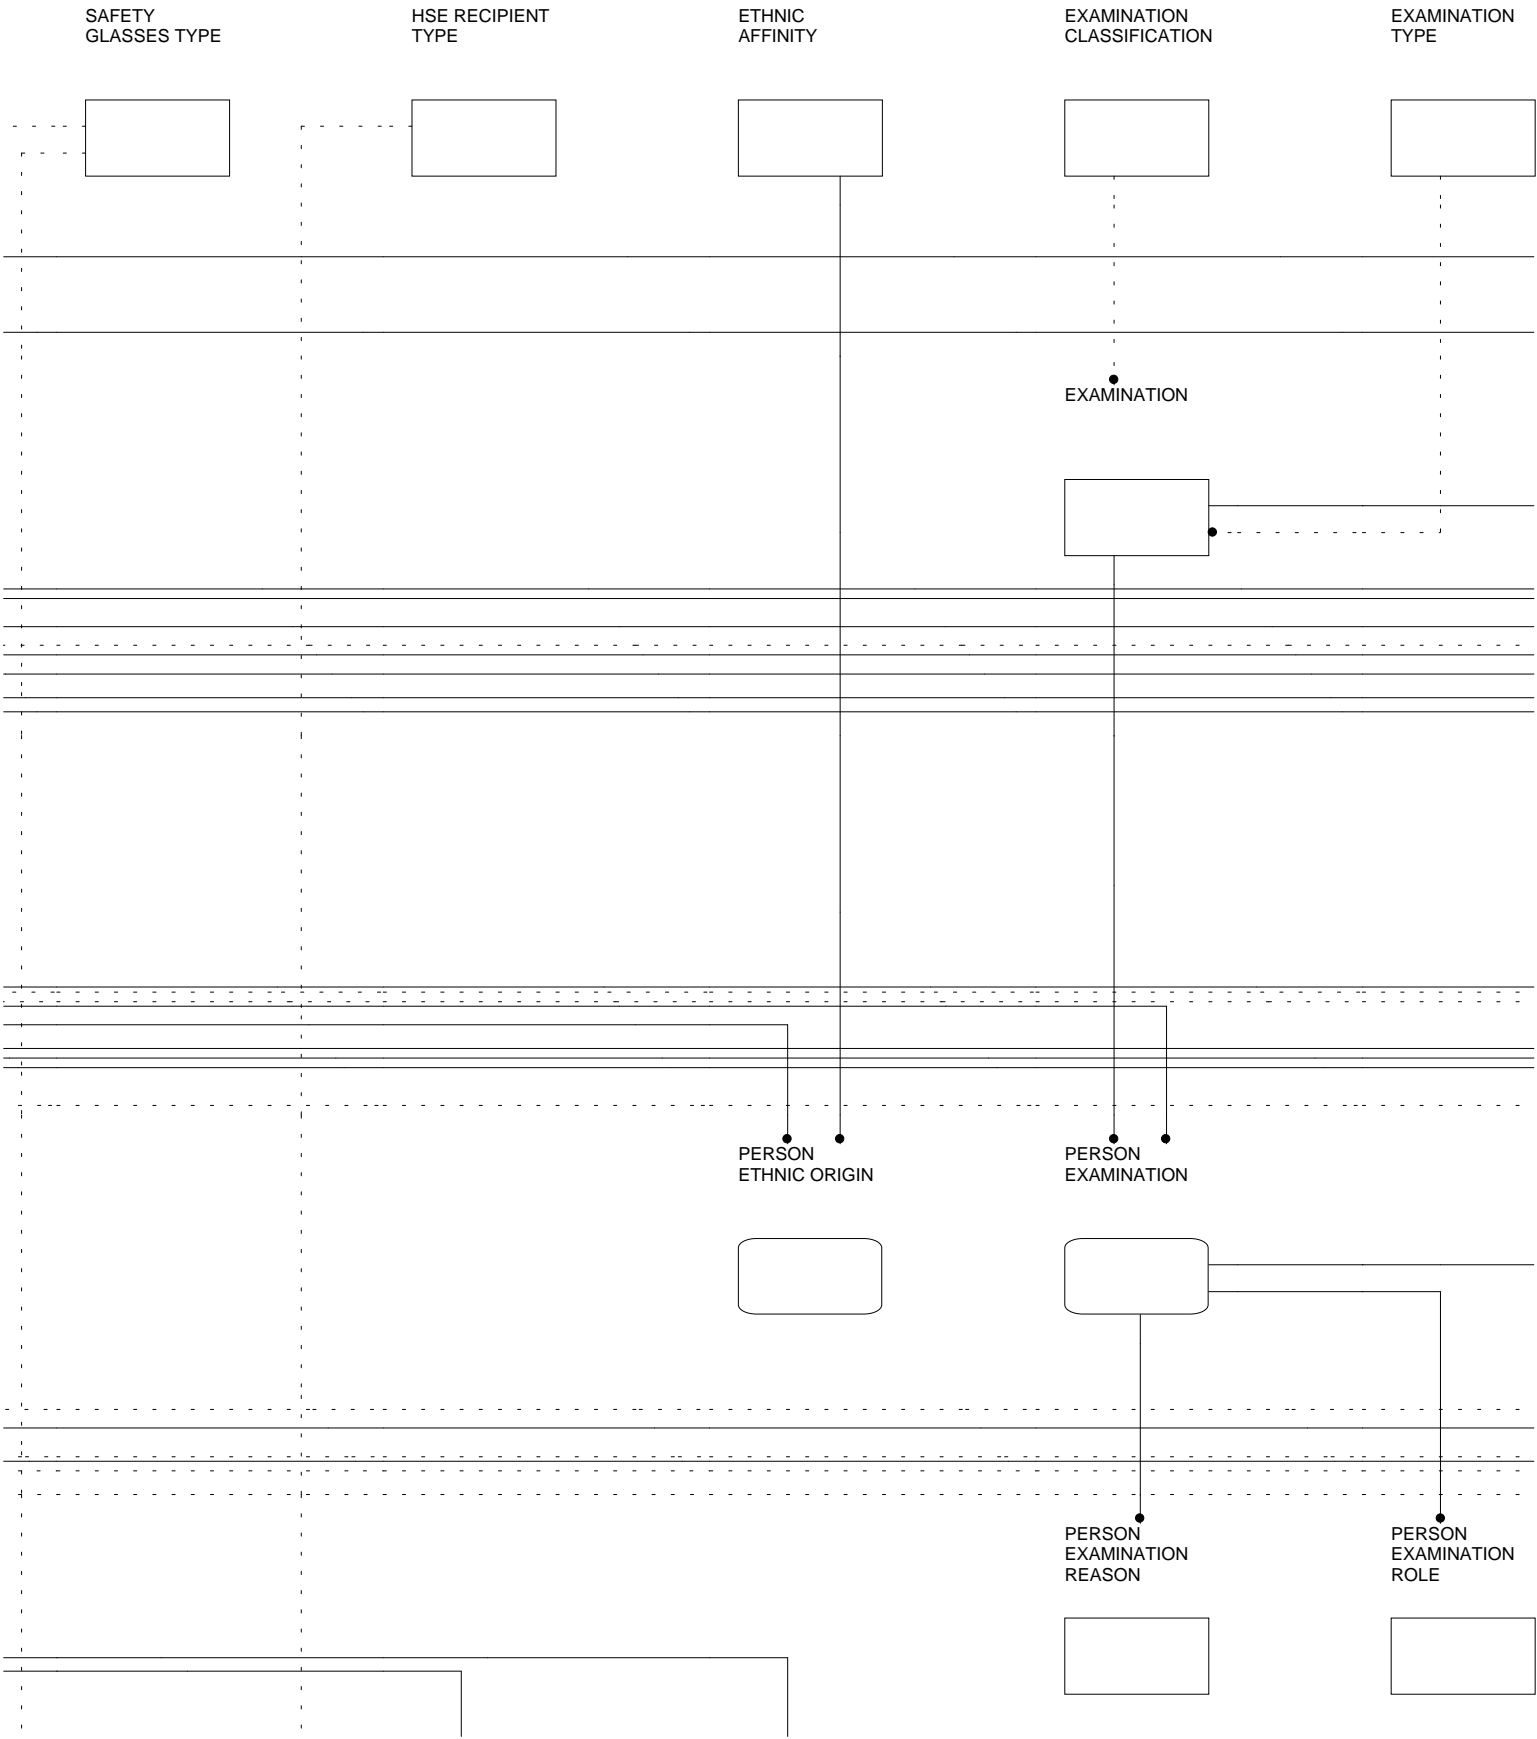 SAFETY
GLASSES TYPE
HSE RECIPIENT
TYPE
ETHNIC
AFFINITY
EXAMINATION
CLASSIFICATION
EXAMINATION
TYPE
EXAMINATION
PERSON
ETHNIC ORIGIN
PERSON
EXAMINATION
PERSON
EXAMINATION
REASON
PERSON
EXAMINATION
ROLE